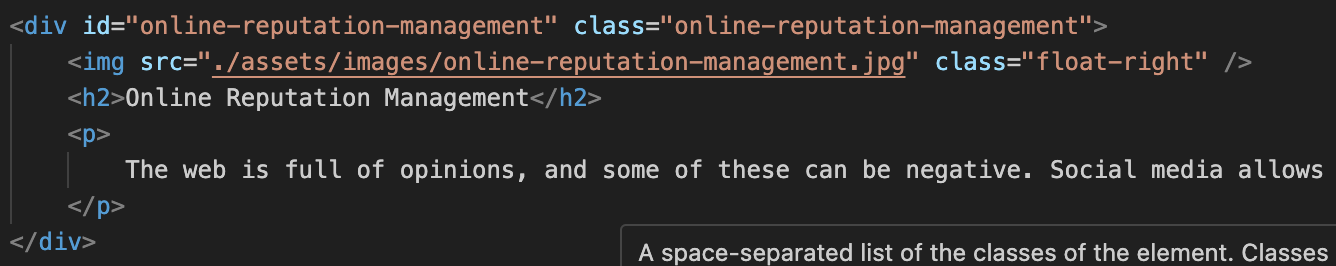 <div id="online-reputation-management" class="online-reputation-management">
<img src="./assets/images/online-reputation-management.jpg" class="float-right" />
<h2>Online Reputation Management</h2>
<p>
The web is full of opinions, and some of these can be negative. Social media allows
</p>
</div>
A space-separated list of the classes of the element. Classes